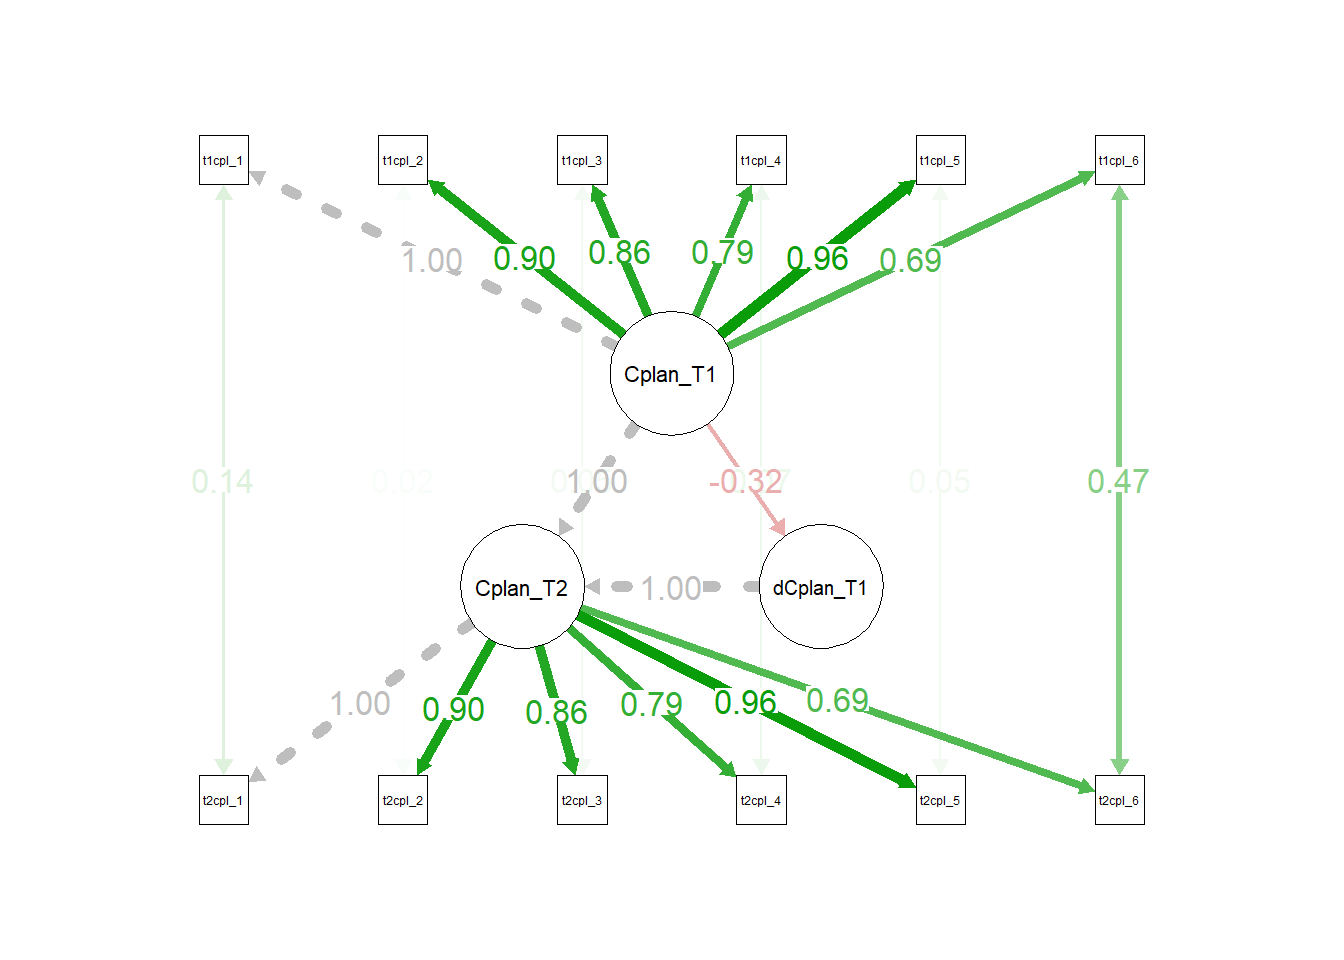 t1cpl_1 t1cpl_2 t1cpl_3 t1cpl_4 t1cpl_5 t1cpl_6
1.00 0.90 0.86 0.79 0.96 0.69
Cplan_T1
0.14 0.02 1.00 -0.32 0.05 0.47
Cplan_T2 1.00 dCplan_T1
1.00 0.90 0.86 0.79 0.96 0.69
t2cpl_1 t2cpl_2 t2cpl_3 t2cpl_4 t2cpl_5 t2cpl_6